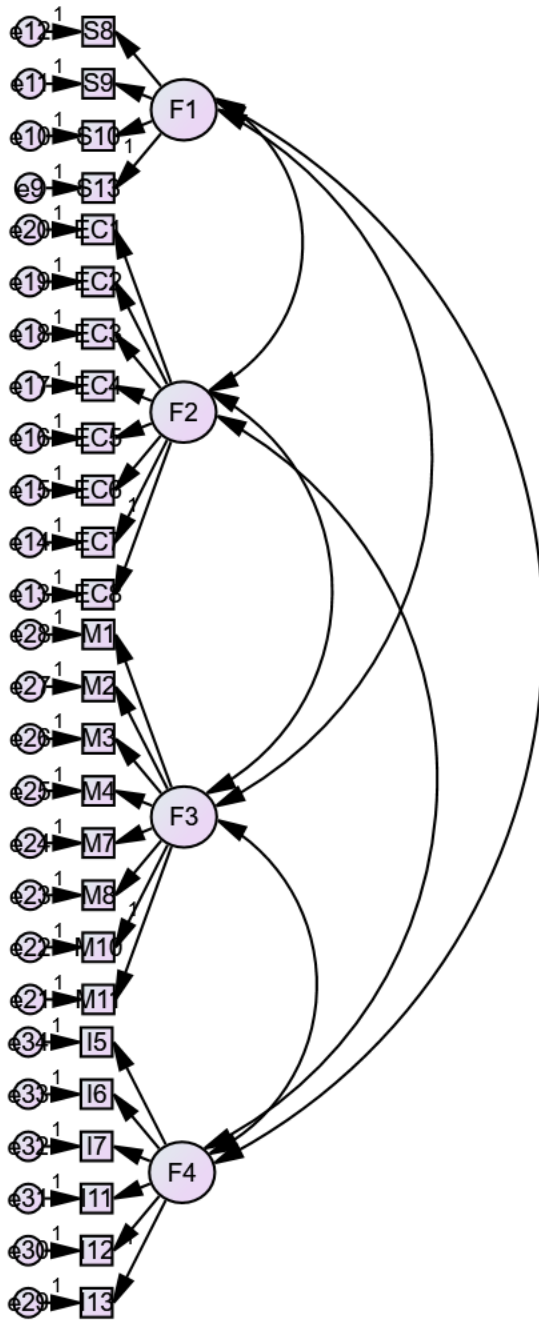 e12 1 S8
e11 1 S9
F1
e10 1 S10
1
e9 1 S13
e20 1 EC1
e19 1 EC2
e18 1 EC3
e17 1 EC4
F2
e16 1 EC5
e15 1 EC6
1
e14 1 EC7
e13 1 EC8
e28 1 M1
e27 1 M2
e26 1 M3
e25 1 M4
F3
e24 1 M7
e23 1 M8
1
e22 1 M10
e21 1 M11
e34 1 I5
e33 1 I6
e32 1 I7
F4
e31 1 I11
e30 1 I12
1
e29 1 I13